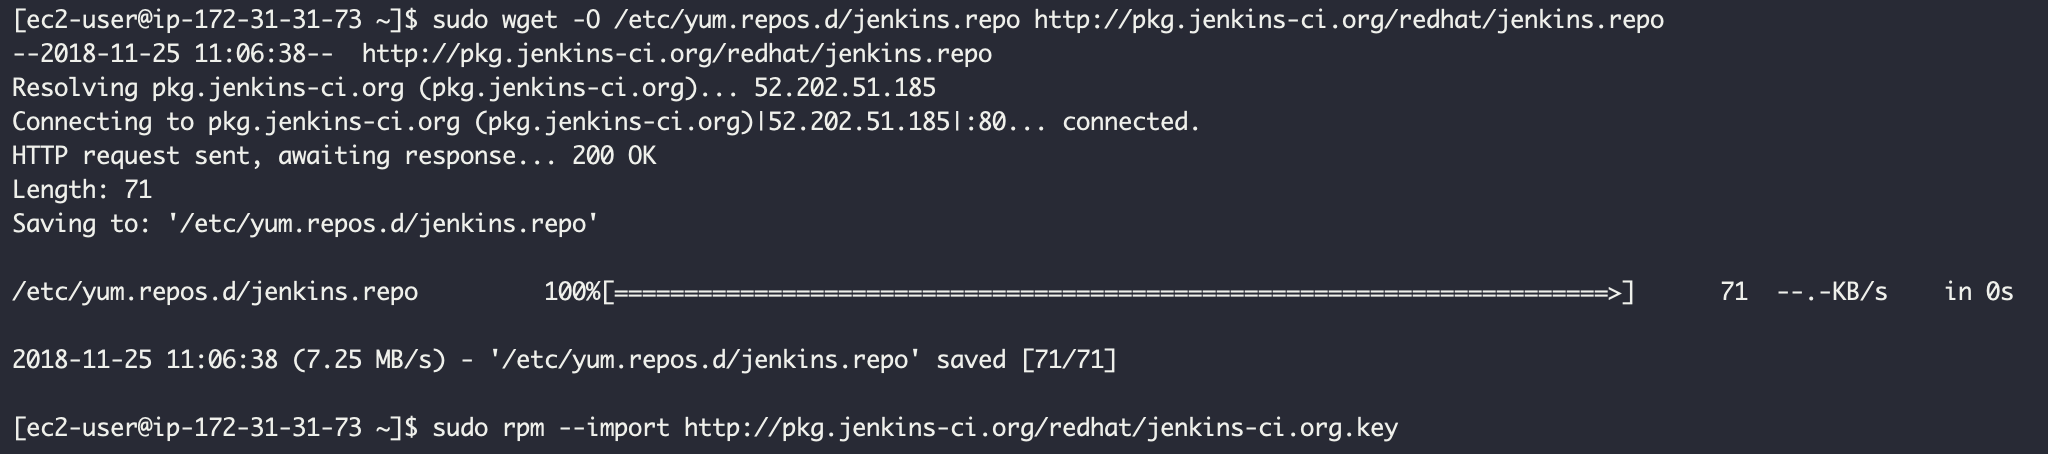 [ec2-user@ip-172-31-31-73 ~]$ sudo wget -O /etc/yum.repos.d/jenkins.repo http://pkg.jenkins-ci.org/redhat/jenkins.repo
--2018-11-25 11:06:38--  http://pkg.jenkins-ci.org/redhat/jenkins.repo
Resolving pkg.jenkins-ci.org (pkg.jenkins-ci.org)... 52.202.51.185
Connecting to pkg.jenkins-ci.org (pkg.jenkins-ci.org)|52.202.51.185|:80... connected.
HTTP request sent, awaiting response... 200 OK
Length: 71
Saving to: '/etc/yum.repos.d/jenkins.repo'
/etc/yum.repos.d/jenkins.repo         100%[=======================================================================>]      71  --.-KB/s    in 0s
2018-11-25 11:06:38 (7.25 MB/s) - '/etc/yum.repos.d/jenkins.repo' saved [71/71]
[ec2-user@ip-172-31-31-73 ~]$ sudo rpm --import http://pkg.jenkins-ci.org/redhat/jenkins-ci.org.key